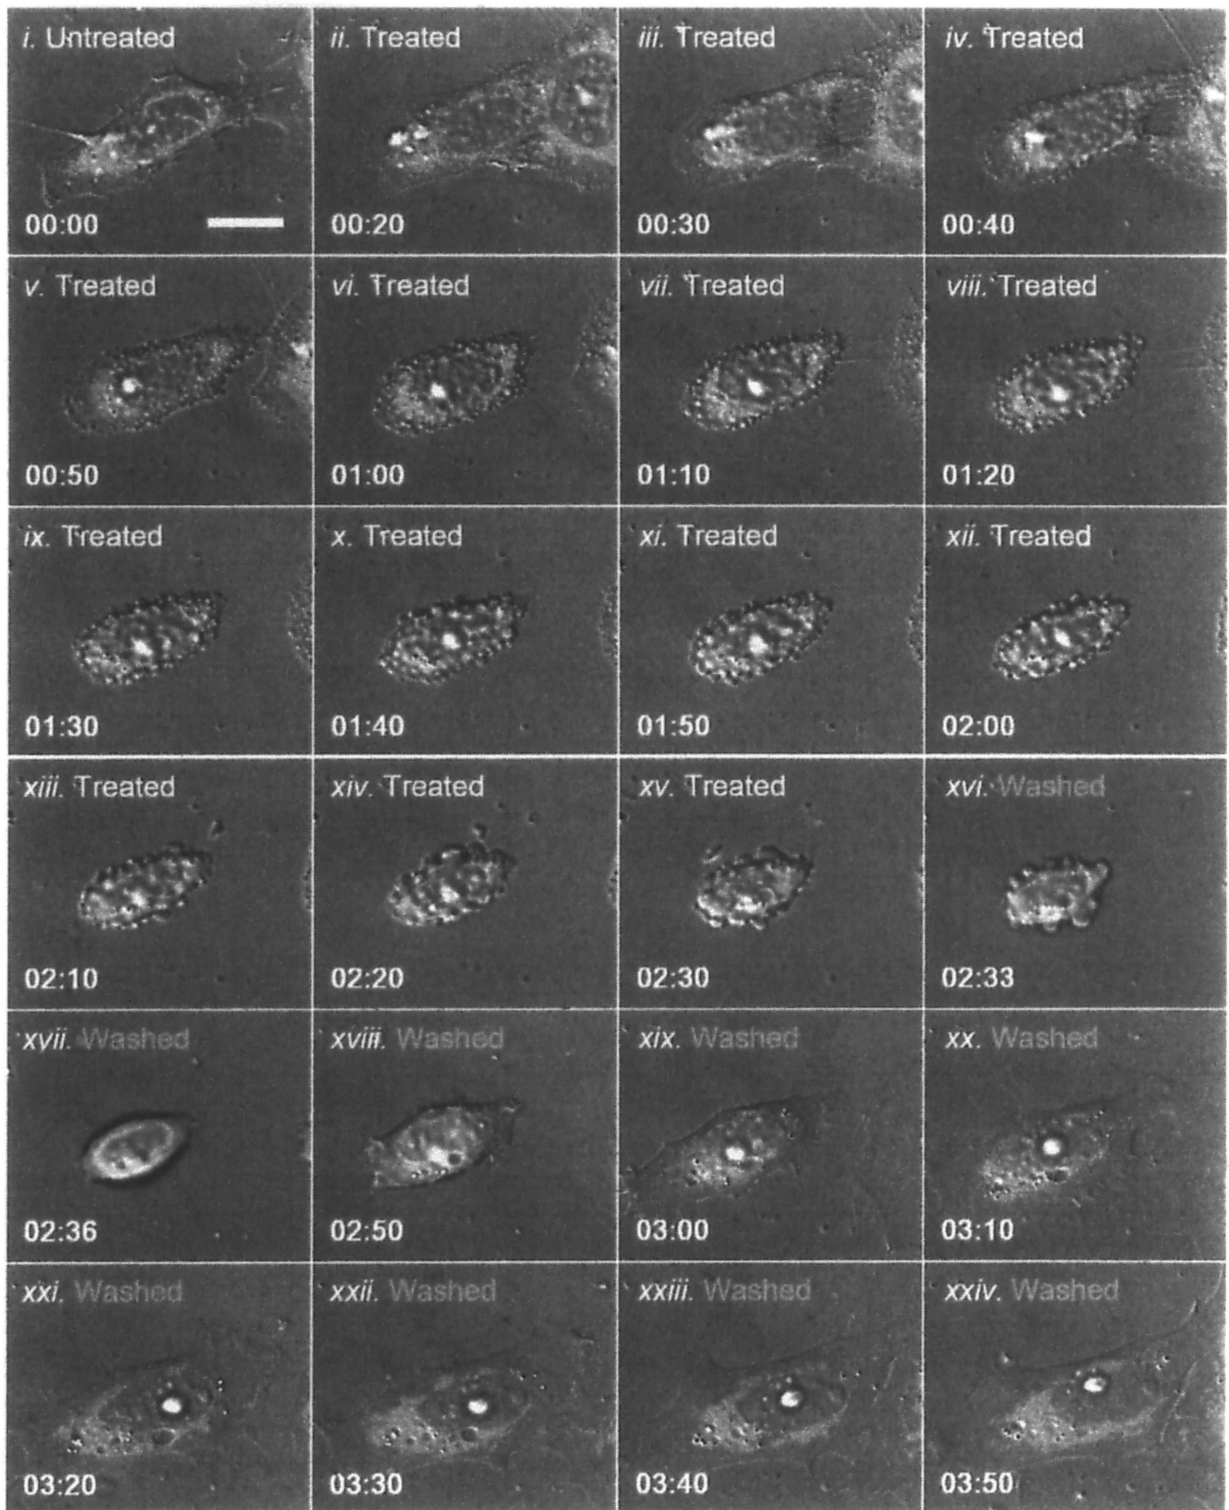 i. Untreated
00:00
ii. Treated
00:20
iii. Treated
00:30
iv. Treated
00:40
v. Treated
00:50
vi. Treated
01:00
vii. Treated
01:10
viii. Treated
01:20
ix. Treated
01:30
x. Treated
01:40
xi. Treated
01:50
xii. Treated
02:00
xiii. Treated
02:10
xiv. Treated
02:20
xv. Treated
02:30
xvi. Washed
02:33
xvii. Washed
02:36
xviii. Washed
02:50
xix. Washed
03:00
xx. Washed
03:10
xxi. Washed
03:20
xxii. Washed
03:30
xxiii. Washed
03:40
xxiv. Washed
03:50